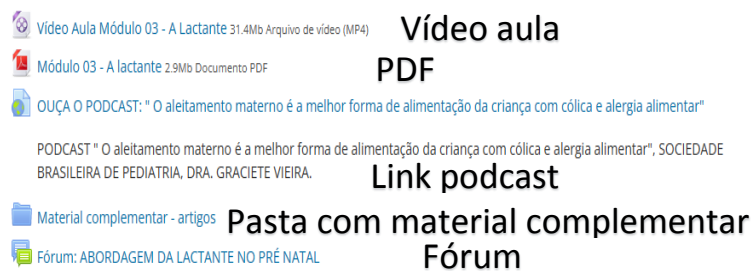 Vídeo Aula Módulo 03 - A Lactante 31.4Mb Arquivo de vídeo (MP4) Vídeo aula
Módulo 03 - A lactante 2.9Mb Documento PDF PDF
OUÇA O PODCAST: " O aleitamento materno é a melhor forma de alimentação da criança com cólica e alergia alimentar"
PODCAST " O aleitamento materno é a melhor forma de alimentação da criança com cólica e alergia alimentar", SOCIEDADE
BRASILEIRA DE PEDIATRIA, DRA. GRACIETE VIEIRA. Link podcast
Material complementar - artigos Pasta com material complementar
Fórum: ABORDAGEM DA LACTANTE NO PRÉ NATAL Fórum